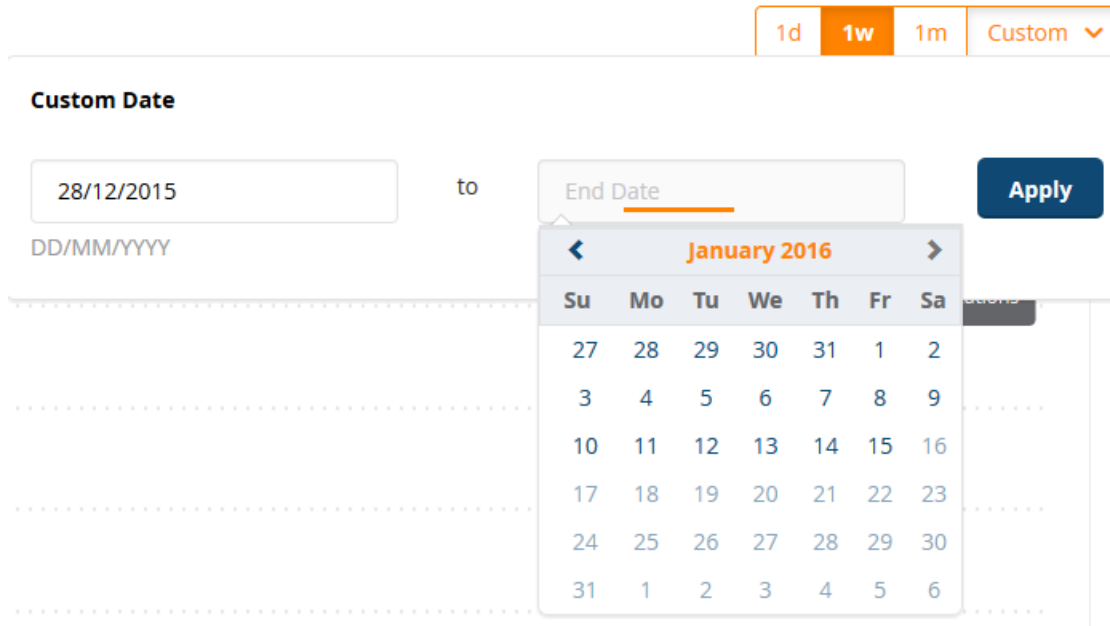 1d 1w 1m Custom
Custom Date
28/12/2015 to End Date Apply
DD/MM/YYYY
January 2016
Su Mo Tu We Th Fr Sa
27 28 29 30 31 1 2
3 4 5 6 7 8 9
10 11 12 13 14 15 16
17 18 19 20 21 22 23
24 25 26 27 28 29 30
31 1 2 3 4 5 6